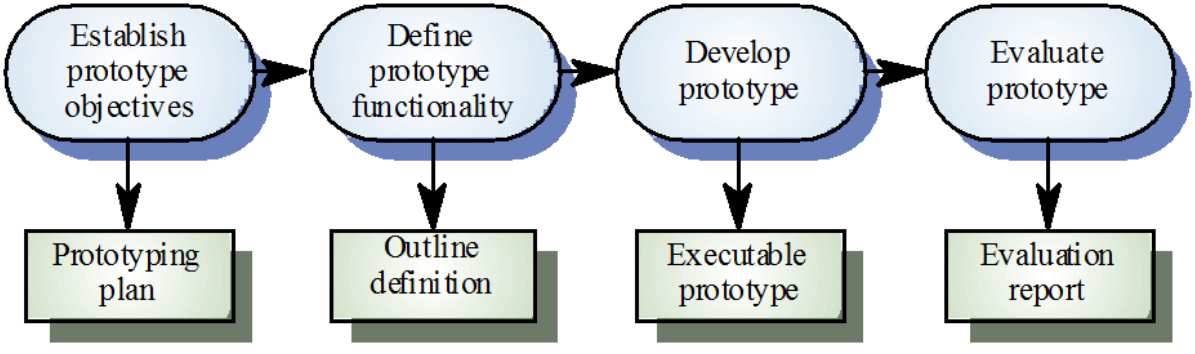 Establish
prototype
objectives
Define
prototype
functionality
Develop
prototype
Evaluate
prototype
Prototyping
plan
Outline
definition
Executable
prototype
Evaluation
report